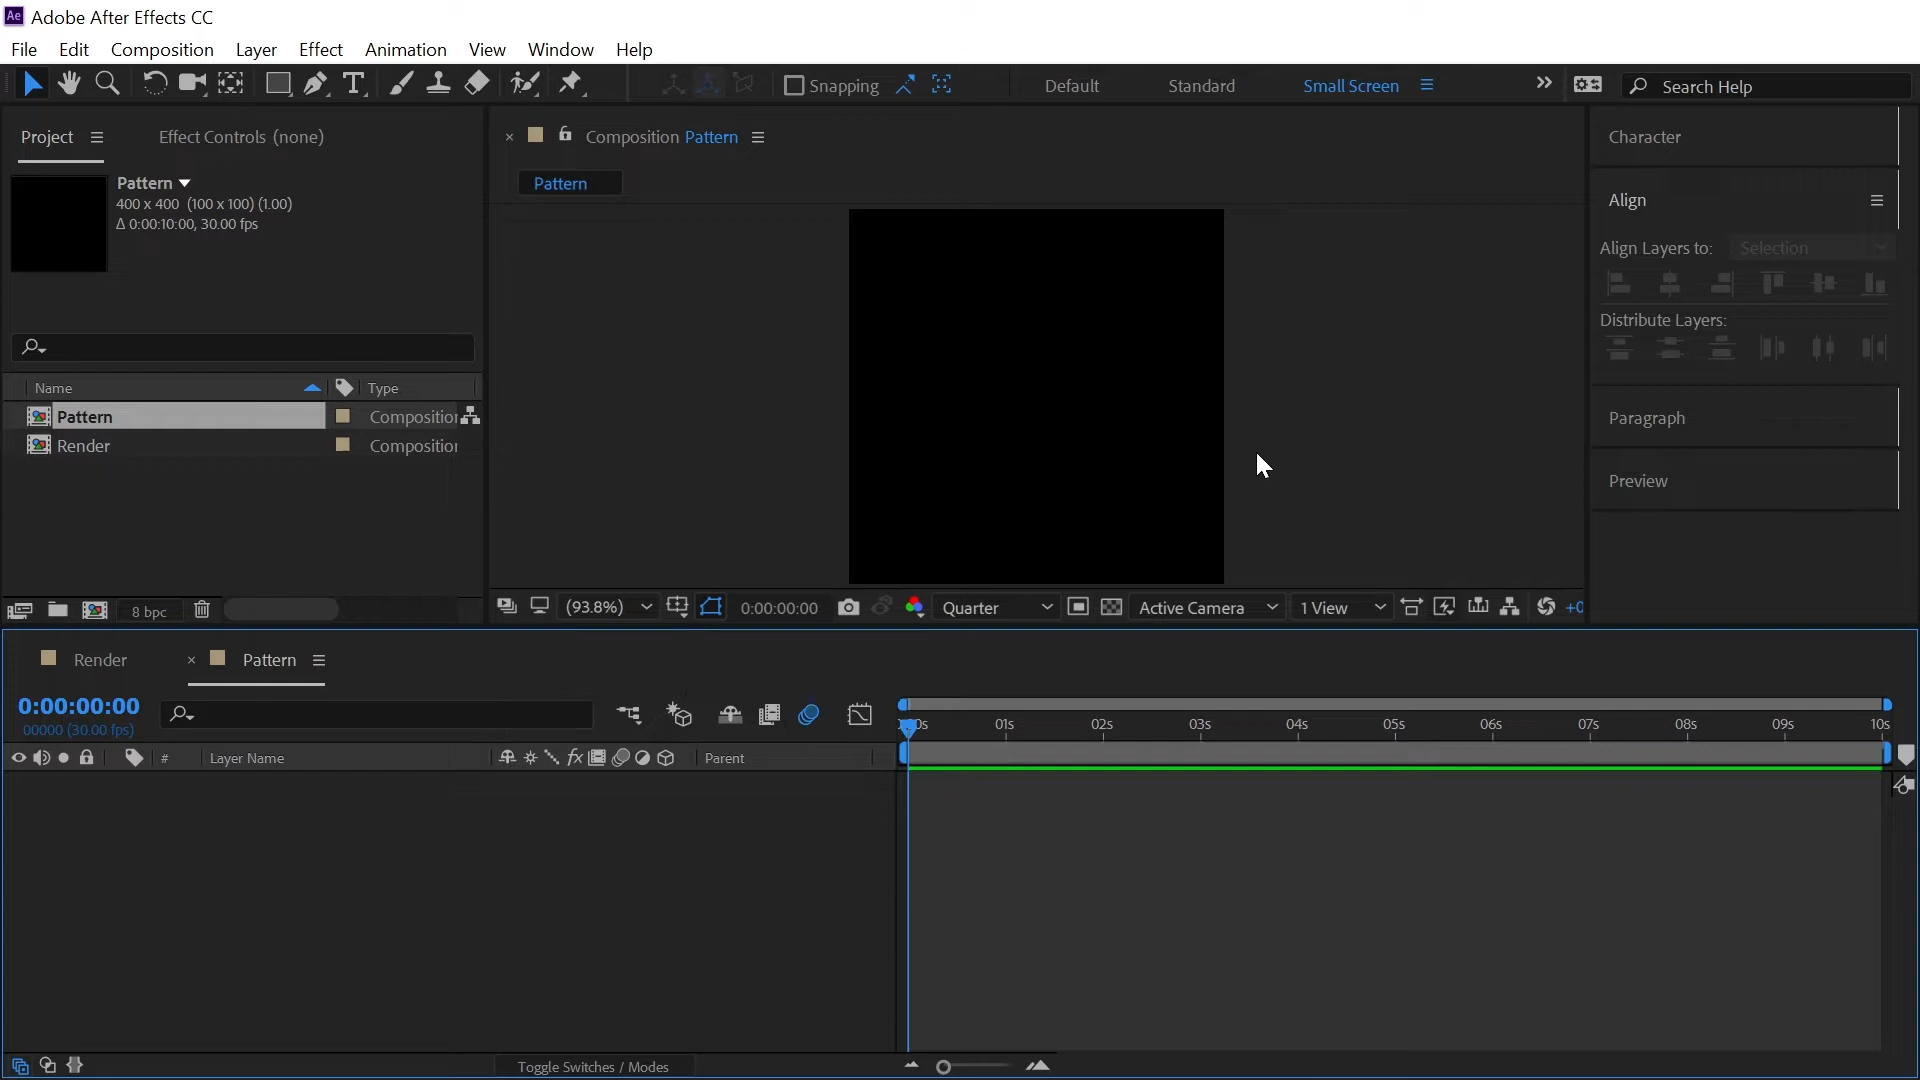 Ae Adobe After Effects CC
File Edit Composition Layer Effect Animation View Window Help
T Snapping Default Standard Small Screen Search Help
Project Effect Controls (none)
Composition Pattern
Character
Pattern
400 x 400 (100 x 100) (1.00)
Δ 0:00:10:00, 30.00 fps
Pattern
Align
Align Layers to: Selection
Distribute Layers:
Name Type
Pattern Composition
Render Composition
Paragraph
Preview
8 bpc
(93.8%) 0:00:00:00 Quarter Active Camera 1 View +0
Render Pattern
0:00:00:00
00000 (30.00 fps)
01s 02s 03s 04s 05s 06s 07s 08s 09s 10s
# Layer Name fx Parent
Toggle Switches / Modes